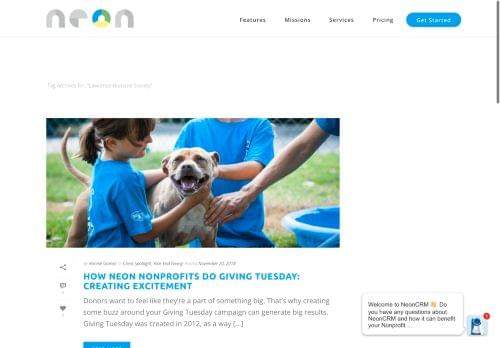 neon
Features Missions Services Pricing Get Started
Tag Archives for: "Lawrence Humane Society"
In Client Spotlight, Year End Giving Posted November 20, 2018
HOW NEON NONPROFITS DO GIVING TUESDAY:
CREATING EXCITEMENT
Donors want to feel like they're a part of something big. That's why creating
some buzz around your Giving Tuesday campaign can generate big results.
Giving Tuesday was created in 2012, as a way [...]
Welcome to NeonCRM 👋 Do
you have any questions about
NeonCRM and how it can benefit
your Nonprofit ...
1